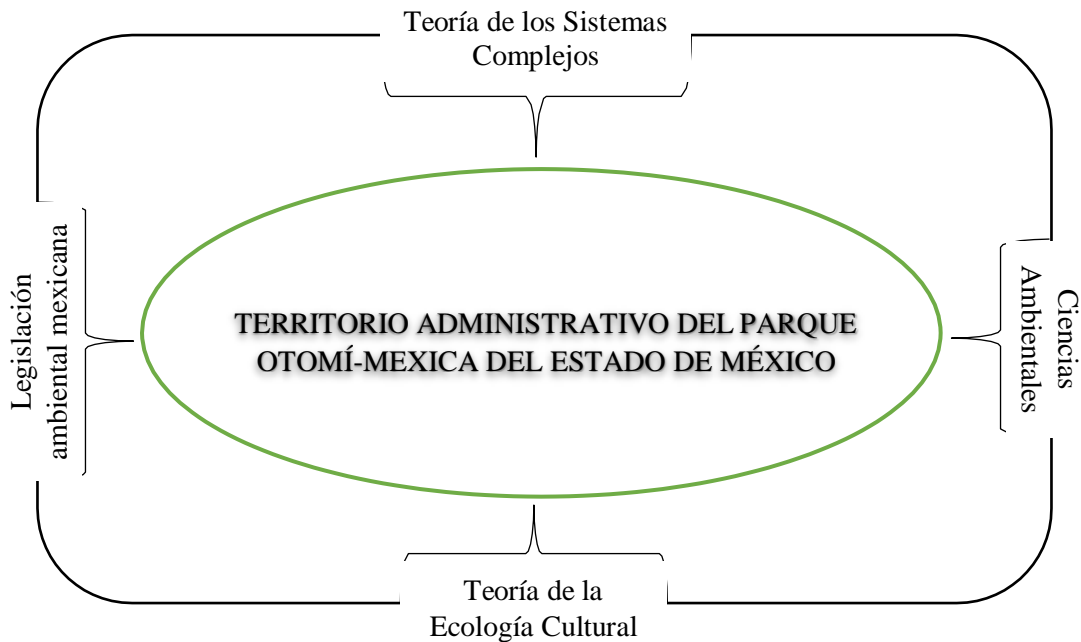 Teoría de los Sistemas
Complejos
Legislación
ambiental mexicana
TERRITORIO ADMINISTRATIVO DEL PARQUE
OTOMÍ-MEXICA DEL ESTADO DE MÉXICO
Ciencias
Ambientales
Teoría de la
Ecología Cultural